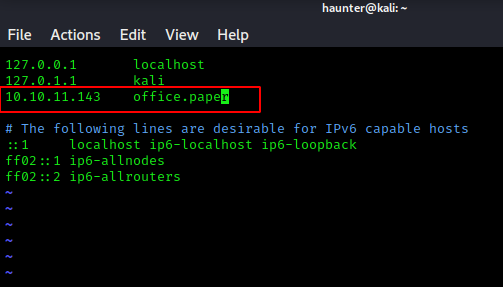 haunter@kali: ~
File Actions Edit View Help
127.0.0.1 localhost
127.0.1.1 kali
10.10.11.143 office.paper
# The following lines are desirable for IPv6 capable hosts
::1 localhost ip6-localhost ip6-loopback
ff02::1 ip6-allnodes
ff02::2 ip6-allrouters
~
~
~
~
~